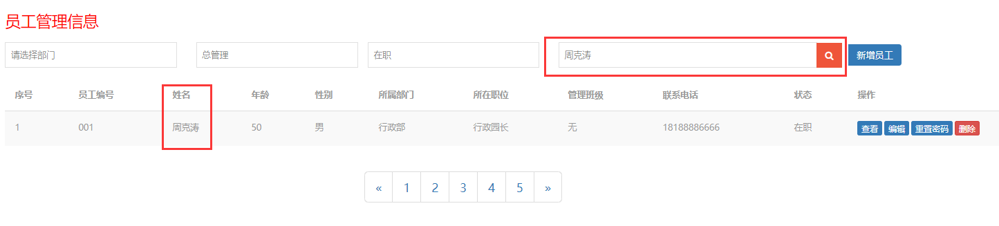 员工管理信息
请选择部门 总管理 在职 周克涛 新增员工
序号 员工编号 姓名 年龄 性别 所属部门 所在职位 管理班级 联系电话 状态 操作
1 001 周克涛 50 男 行政部 行政园长 无 18188886666 在职 查看 编辑 重置密码 删除
« 1 2 3 4 5 »